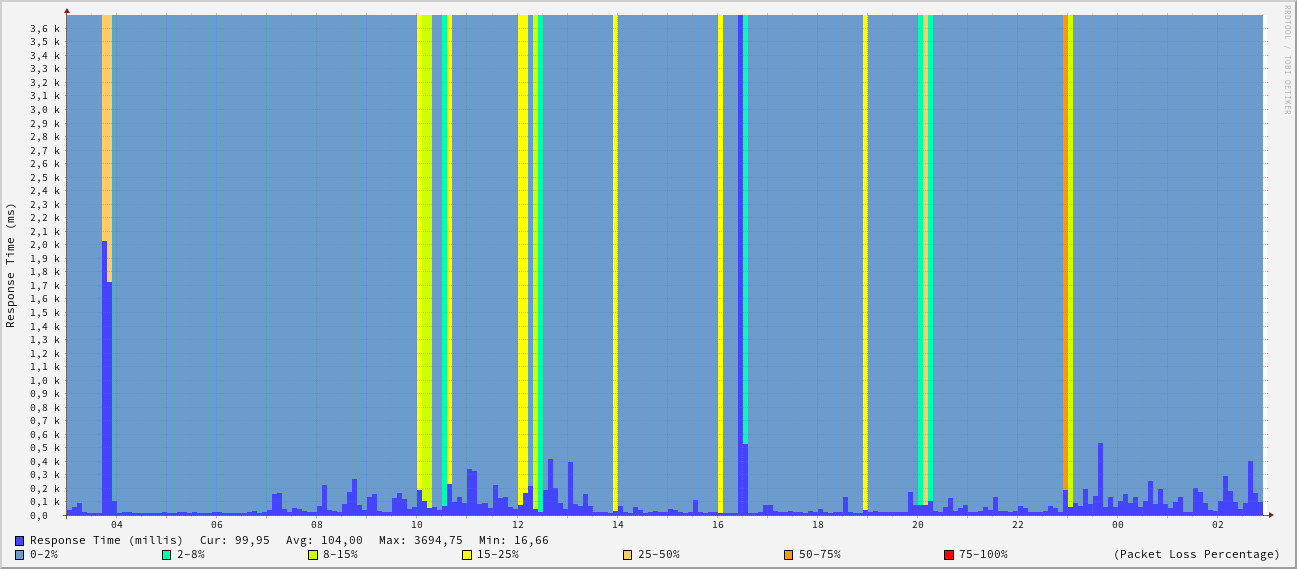 RRDTOOL / TOBI OETIKER
Response Time (ms)
3,6 k
3,5 k
3,4 k
3,3 k
3,2 k
3,1 k
3,0 k
2,9 k
2,8 k
2,7 k
2,6 k
2,5 k
2,4 k
2,3 k
2,2 k
2,1 k
2,0 k
1,9 k
1,8 k
1,7 k
1,6 k
1,5 k
1,4 k
1,3 k
1,2 k
1,1 k
1,0 k
0,9 k
0,8 k
0,7 k
0,6 k
0,5 k
0,4 k
0,3 k
0,2 k
0,1 k
0,0
04 06 08 10 12 14 16 18 20 22 00 02
Response Time (millis) Cur: 99,95 Avg: 104,00 Max: 3694,75 Min: 16,66
0-2% 2-8% 8-15% 15-25% 25-50% 50-75% 75-100% (Packet Loss Percentage)